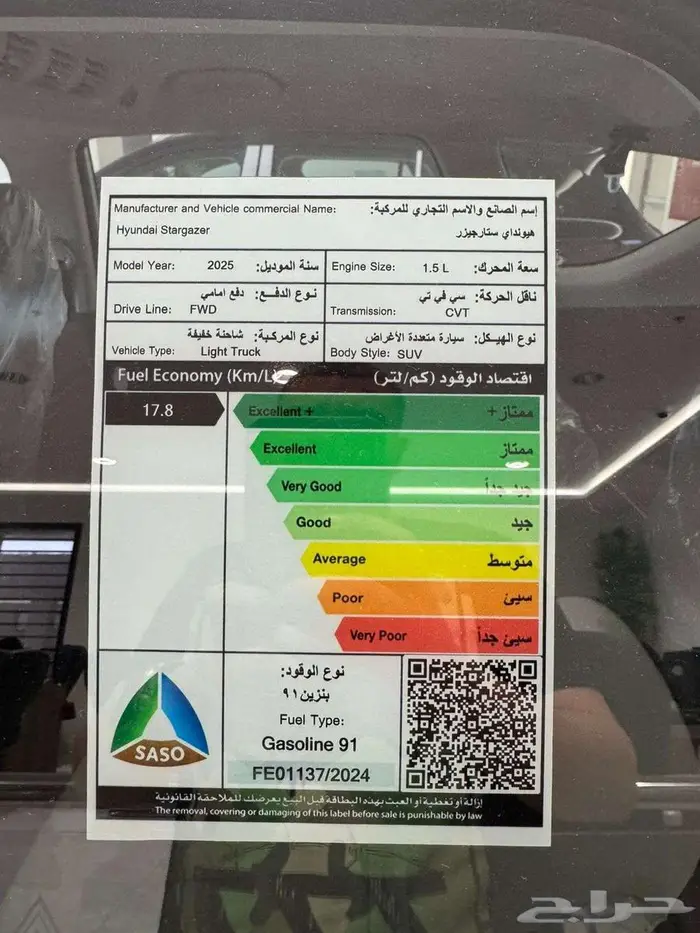 Manufacturer and Vehicle commercial Name: إسم الصانع والاسم التجاري للمركبة:
Hyundai Stargazer هيونداي ستارجيزر
Model Year: 2025 سنة الموديل:
Engine Size: 1.5 L سعة المحرك:
نوع الدفع: دفع امامي
Drive Line: FWD
ناقل الحركة: سي في تي
Transmission: CVT
نوع المركبة: شاحنة خفيفة
Vehicle Type: Light Truck
نوع الهيكل: سيارة متعددة الأغراض
Body Style: SUV
Fuel Economy (Km/L) اقتصاد الوقود (كم/لتر)
17.8
Excellent + ممتاز +
Excellent ممتاز
Very Good جيد جداً
Good جيد
Average متوسط
Poor سيئ
Very Poor سيئ جداً
SASO
نوع الوقود:
بنزين ٩١
Fuel Type:
Gasoline 91
FE01137/2024
إزالة أو تغطية أو العبث بهذه البطاقة قبل البيع يعرضك للملاحقة القانونية
The removal, covering or damaging of this label before sale is punishable by law
حراج